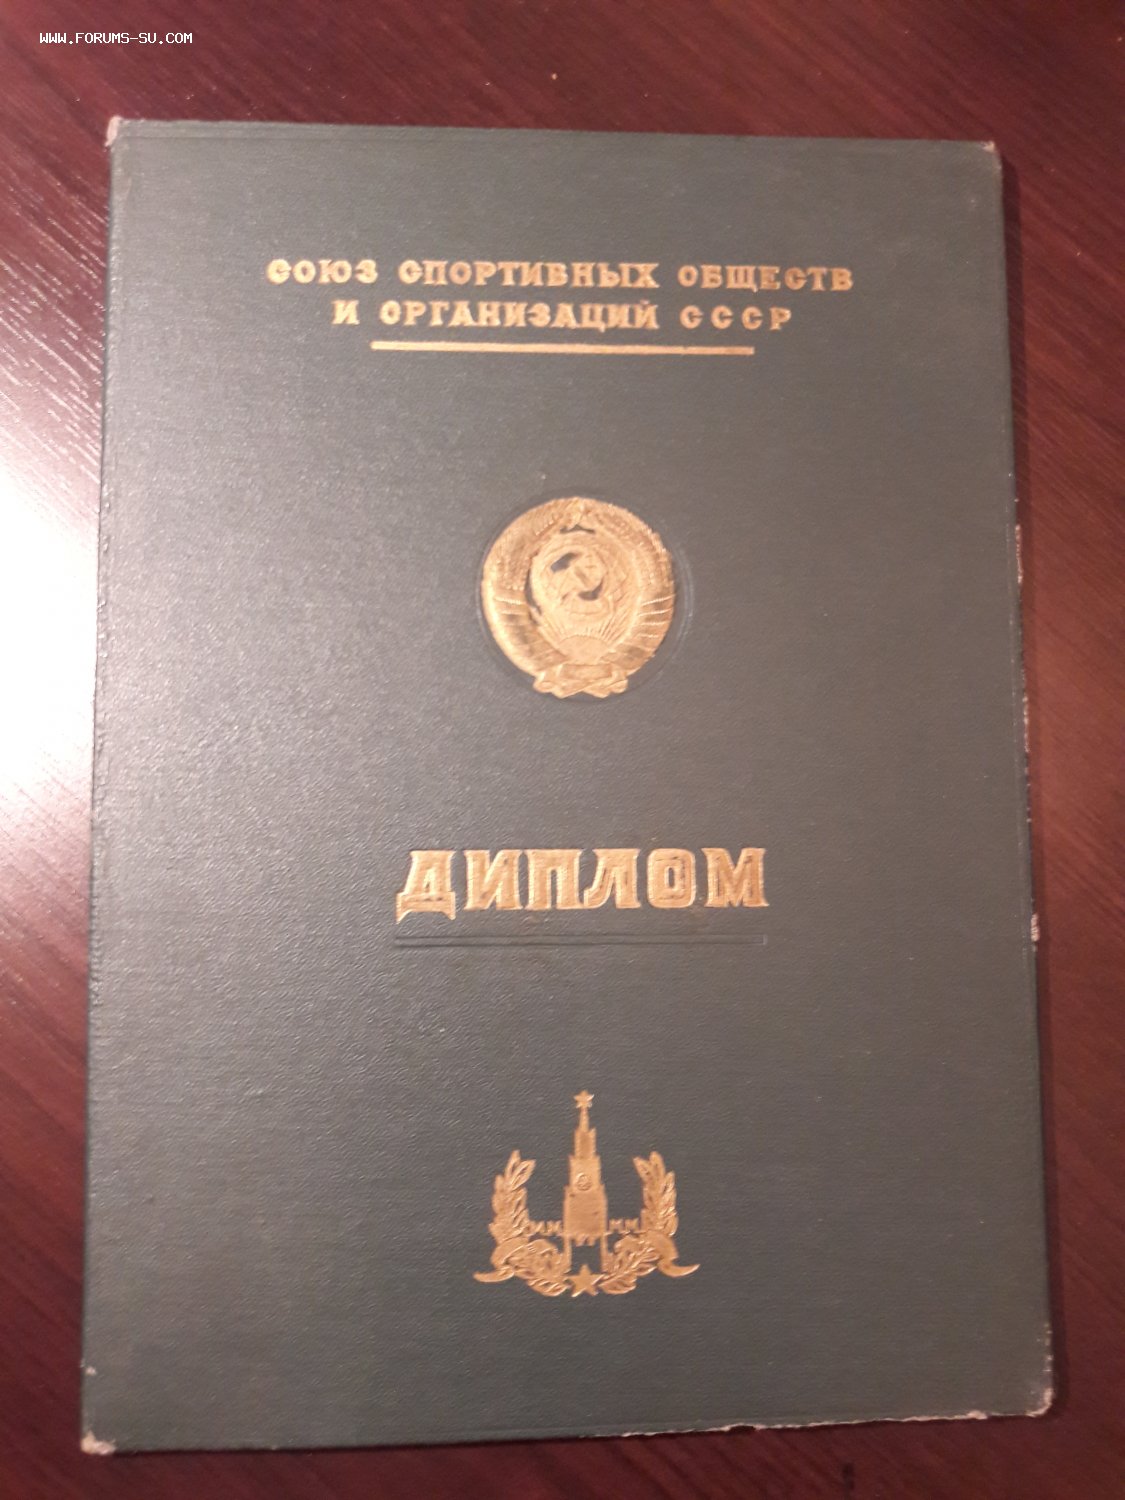 www.forums-su.com
СОЮЗ СПОРТИВНЫХ ОБЩЕСТВ
И ОРГАНИЗАЦИЙ СССР
ДИПЛОМ